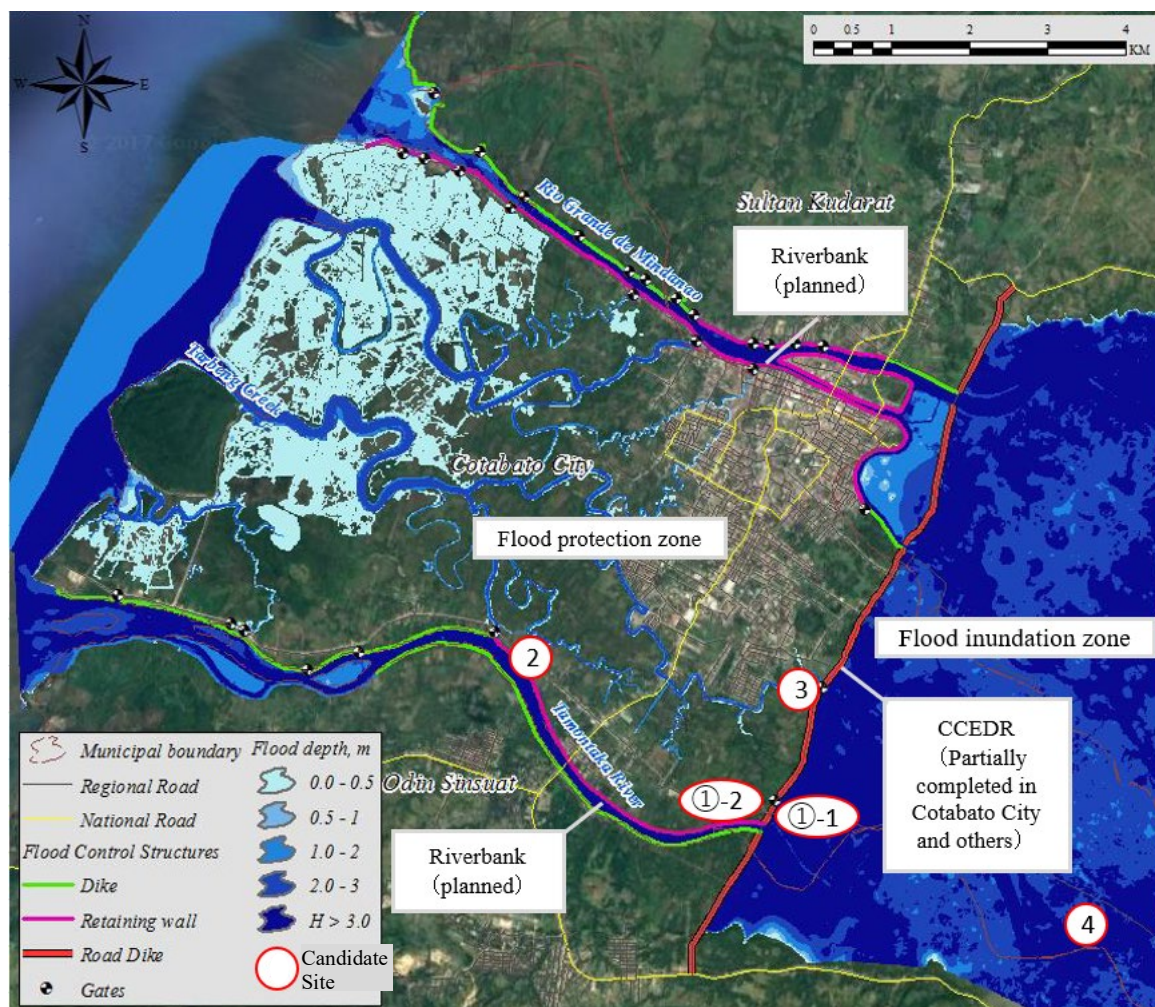 N
W
E
S
0
0.5
1
2
3
4
KM
Rio Grande de Mindanao
Sultan Kudarat
Riverbank
(planned)
Tarbeng Creek
Cotabato City
Flood protection zone
Flood inundation zone
2
3
CCEDR
(Partially
completed in
Cotabato City
and others)
Tamontaka River
Odin Sinsuat
①-2
①-1
Riverbank
(planned)
4
Municipal boundary
Regional Road
National Road
Flood Control Structures
Dike
Retaining wall
Road Dike
Gates
Flood depth, m
0.0 - 0.5
0.5 - 1
1.0 - 2
2.0 - 3
H > 3.0
Candidate
Site